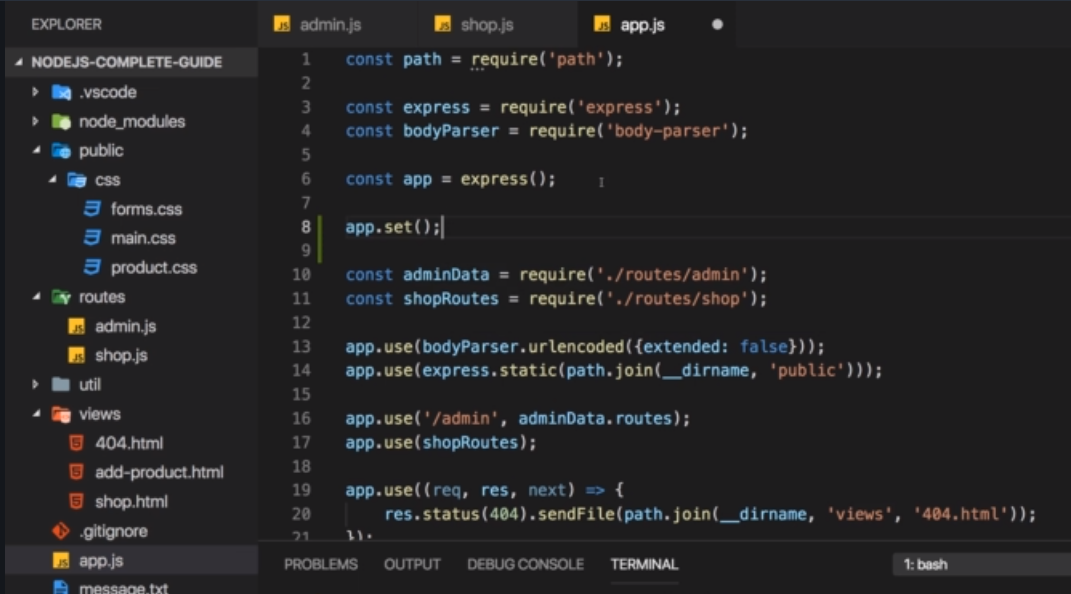 EXPLORER
NODEJS-COMPLETE-GUIDE
.vscode
node_modules
public
css
forms.css
main.css
product.css
routes
admin.js
shop.js
util
views
404.html
add-product.html
shop.html
.gitignore
app.js
message.txt
admin.js shop.js app.js
1 const path = require('path');
2
3 const express = require('express');
4 const bodyParser = require('body-parser');
5
6 const app = express();
7
8 app.set();
9
10 const adminData = require('./routes/admin');
11 const shopRoutes = require('./routes/shop');
12
13 app.use(bodyParser.urlencoded({extended: false}));
14 app.use(express.static(path.join(__dirname, 'public')));
15
16 app.use('/admin', adminData.routes);
17 app.use(shopRoutes);
18
19 app.use((req, res, next) => {
20 res.status(404).sendFile(path.join(__dirname, 'views', '404.html'));
21 });
PROBLEMS OUTPUT DEBUG CONSOLE TERMINAL 1: bash